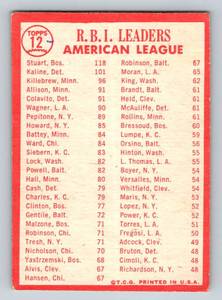 TOPPS
12
R.B.I. LEADERS
AMERICAN LEAGUE
Stuart, Bos. 118
Kaline, Det. 101
Killebrew, Minn. 96
Allison, Minn. 91
Colavito, Det. 91
Wagner, L.A. 90
Pepitone, N.Y. 89
Howard, N.Y. 85
Battey, Minn. 84
Ward, Chi. 84
Siebern, K.C. 83
Lock, Wash. 82
Powell, Balt. 82
Hall, Minn. 80
Cash, Det. 79
Charles, K.C. 79
Clinton, Bos. 77
Gentile, Balt. 72
Malzone, Bos. 71
Robinson, Chi. 71
Tresh, N.Y. 71
Nicholson, Chi. 70
Yastrzemski, Bos. 68
Alvis, Clev. 67
Hansen, Chi. 67
Robinson, Balt. 67
Moran, L.A. 65
King, Wash. 62
Brandt, Balt. 61
Held, Clev. 61
McAuliffe, Det. 61
Rollins, Minn. 61
Bressoud, Bos. 60
Lumpe, K.C. 59
Orsino, Balt. 56
Hinton, Wash. 55
L. Thomas, L.A. 55
Boyer, N.Y. 54
Versalles, Minn. 54
Causey, K.C.
Whitfield, Clev.
Maris, N.Y. 53
Lopez, N.Y. 52
Power, K.C. 52
Torres, L.A.
Fregosi, L.A. 50
Adcock, Clev. 49
Bruton, Det. 48
Cimoli, K.C. 48
Richardson, N.Y. 48
©T.C.G. PRINTED IN U.S.A.